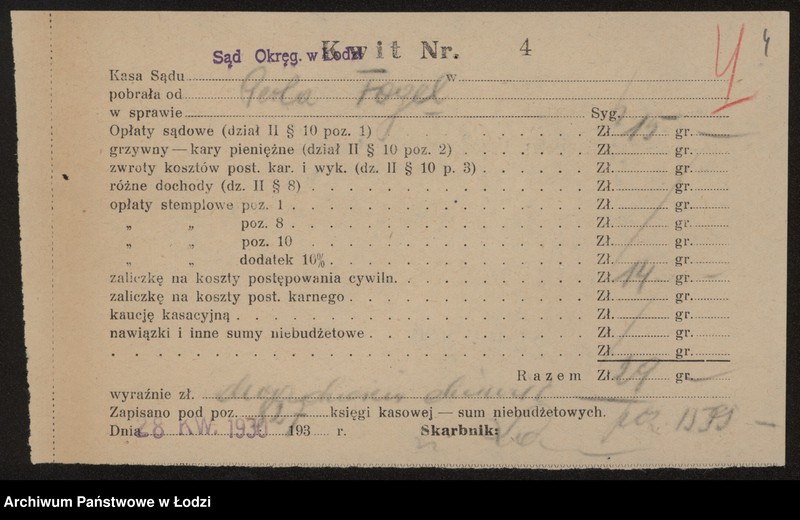 Kwit Nr. 4
Sąd Okręg. w Łodzi
4
Kasa Sądu w
pobrała od Perla Fogel
w sprawie Syg.
Opłaty sądowe (dział II § 10 poz. 1) Zł. 15 gr. —
grzywny — kary pieniężne (dział II § 10 poz. 2) Zł. gr.
zwroty kosztów post. kar. i wyk. (dz. II § 10 p. 3) Zł. gr.
różne dochody (dz. II § 8) Zł. gr.
opłaty stemplowe poz. 1 Zł. gr.
„ „ poz. 8 Zł. gr.
„ „ poz. 10 Zł. gr.
„ „ dodatek 10% Zł. gr.
zaliczkę na koszty postępowania cywiln. Zł. 14 gr. —
zaliczkę na koszty post. karnego Zł. gr.
kaucję kasacyjną Zł. gr.
nawiązki i inne sumy niebudżetowe Zł. gr.
Zł. gr.
Razem Zł. 29 gr. —
wyraźnie zł.
Zapisano pod poz. księgi kasowej — sum niebudżetowych.
Dnia 28 KW. 1930 193 r. Skarbnik:
Archiwum Państwowe w Łodzi